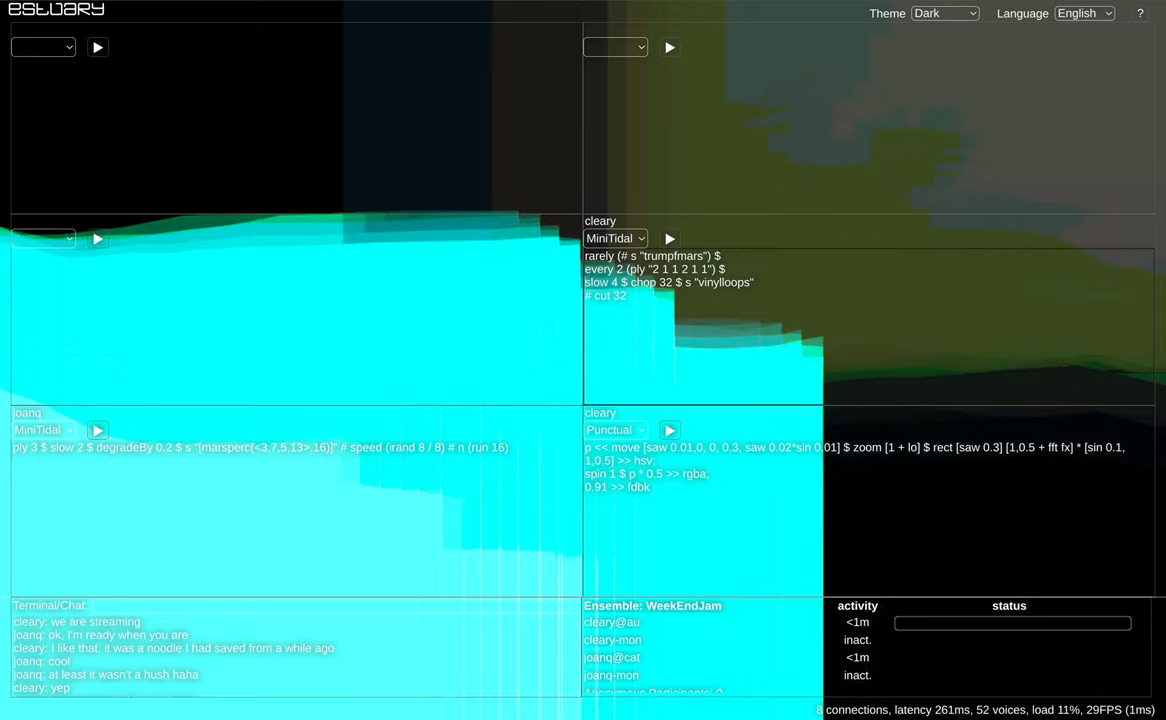 estuary
Theme Dark Language English ?
cleary
MiniTidal
rarely (# s "trumpfmars") $
every 2 (ply "2 1 1 2 1 1") $
slow 4 $ chop 32 $ s "vinylloops"
# cut 32
joanq
MiniTidal
ply 3 $ slow 2 $ degradeBy 0.2 $ s "[marsperc(<3,7,5,13>,16)]" # speed (irand 8 / 8) # n (run 16)
cleary
Punctual
p << move [saw 0.01,0, 0, 0.3, saw 0.02*sin 0.01] $ zoom [1 + lo] $ rect [saw 0.3] [1,0.5 + fft fx] * [sin 0.1,
1,0.5] >> hsv;
spin 1 $ p * 0.5 >> rgba;
0.91 >> fdbk
Terminal/Chat:
cleary: we are streaming
joanq: ok, I'm ready when you are
cleary: I like that, it was a noodle I had saved from a while ago
joanq: cool
joanq: at least it wasn't a hush haha
cleary: yep
Ensemble: WeekEndJam activity status
cleary@au <1m
cleary-mon inact.
joanq@cat <1m
joanq-mon inact.
Anonymous Participants: 0
8 connections, latency 261ms, 52 voices, load 11%, 29FPS (1ms)